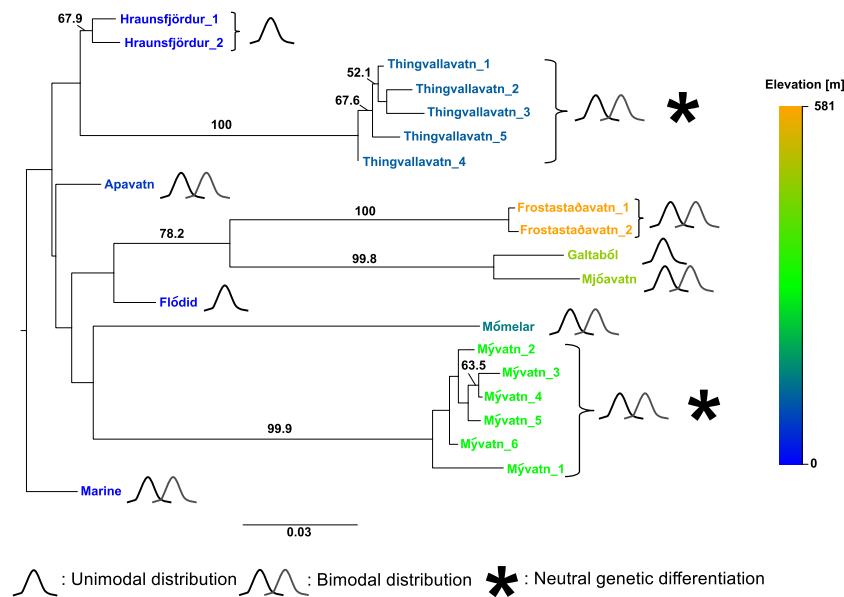 67.9
Hraunsfjördur_1
Hraunsfjördur_2
Thingvallavatn_1
52.1
Thingvallavatn_2
67.6
Thingvallavatn_3
100
Thingvallavatn_5
Thingvallavatn_4
Elevation [m]
581
Apavatn
100
Frostastaðavatn_1
78.2
Frostastaðavatn_2
99.8
Galtaból
Mjóavatn
Flódid
Mómelar
Mývatn_2
63.5
Mývatn_3
Mývatn_4
99.9
Mývatn_5
Mývatn_6
Mývatn_1
0
Marine
0.03
: Unimodal distribution : Bimodal distribution : Neutral genetic differentiation